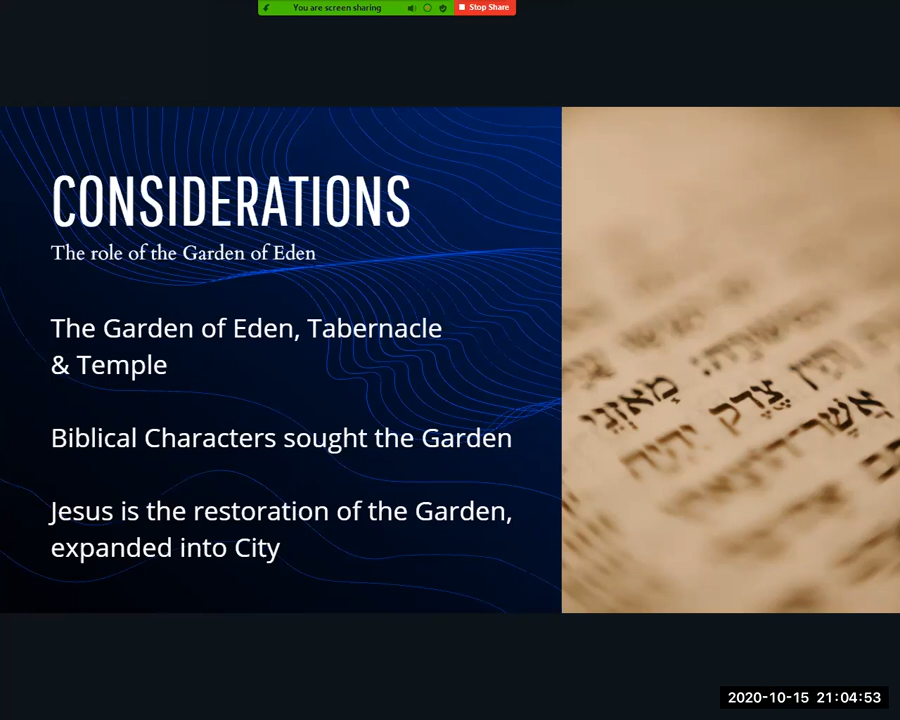 You are screen sharing
Stop Share
CONSIDERATIONS
The role of the Garden of Eden
The Garden of Eden, Tabernacle
& Temple
Biblical Characters sought the Garden
Jesus is the restoration of the Garden,
expanded into City
מֹאזְנֵי צֶדֶק
2020-10-15 21:04:53